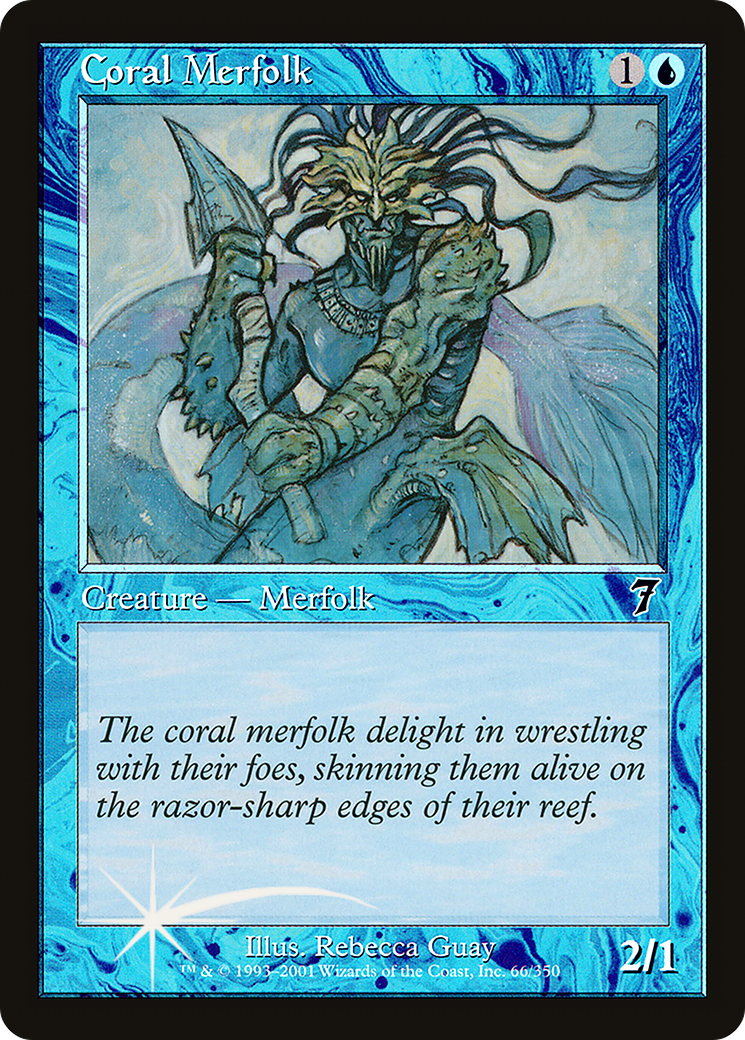 Coral Merfolk 1
Creature — Merfolk 7
The coral merfolk delight in wrestling
with their foes, skinning them alive on
the razor-sharp edges of their reef.
Illus. Rebecca Guay
™ & © 1993–2001 Wizards of the Coast, Inc. 66/350
2/1